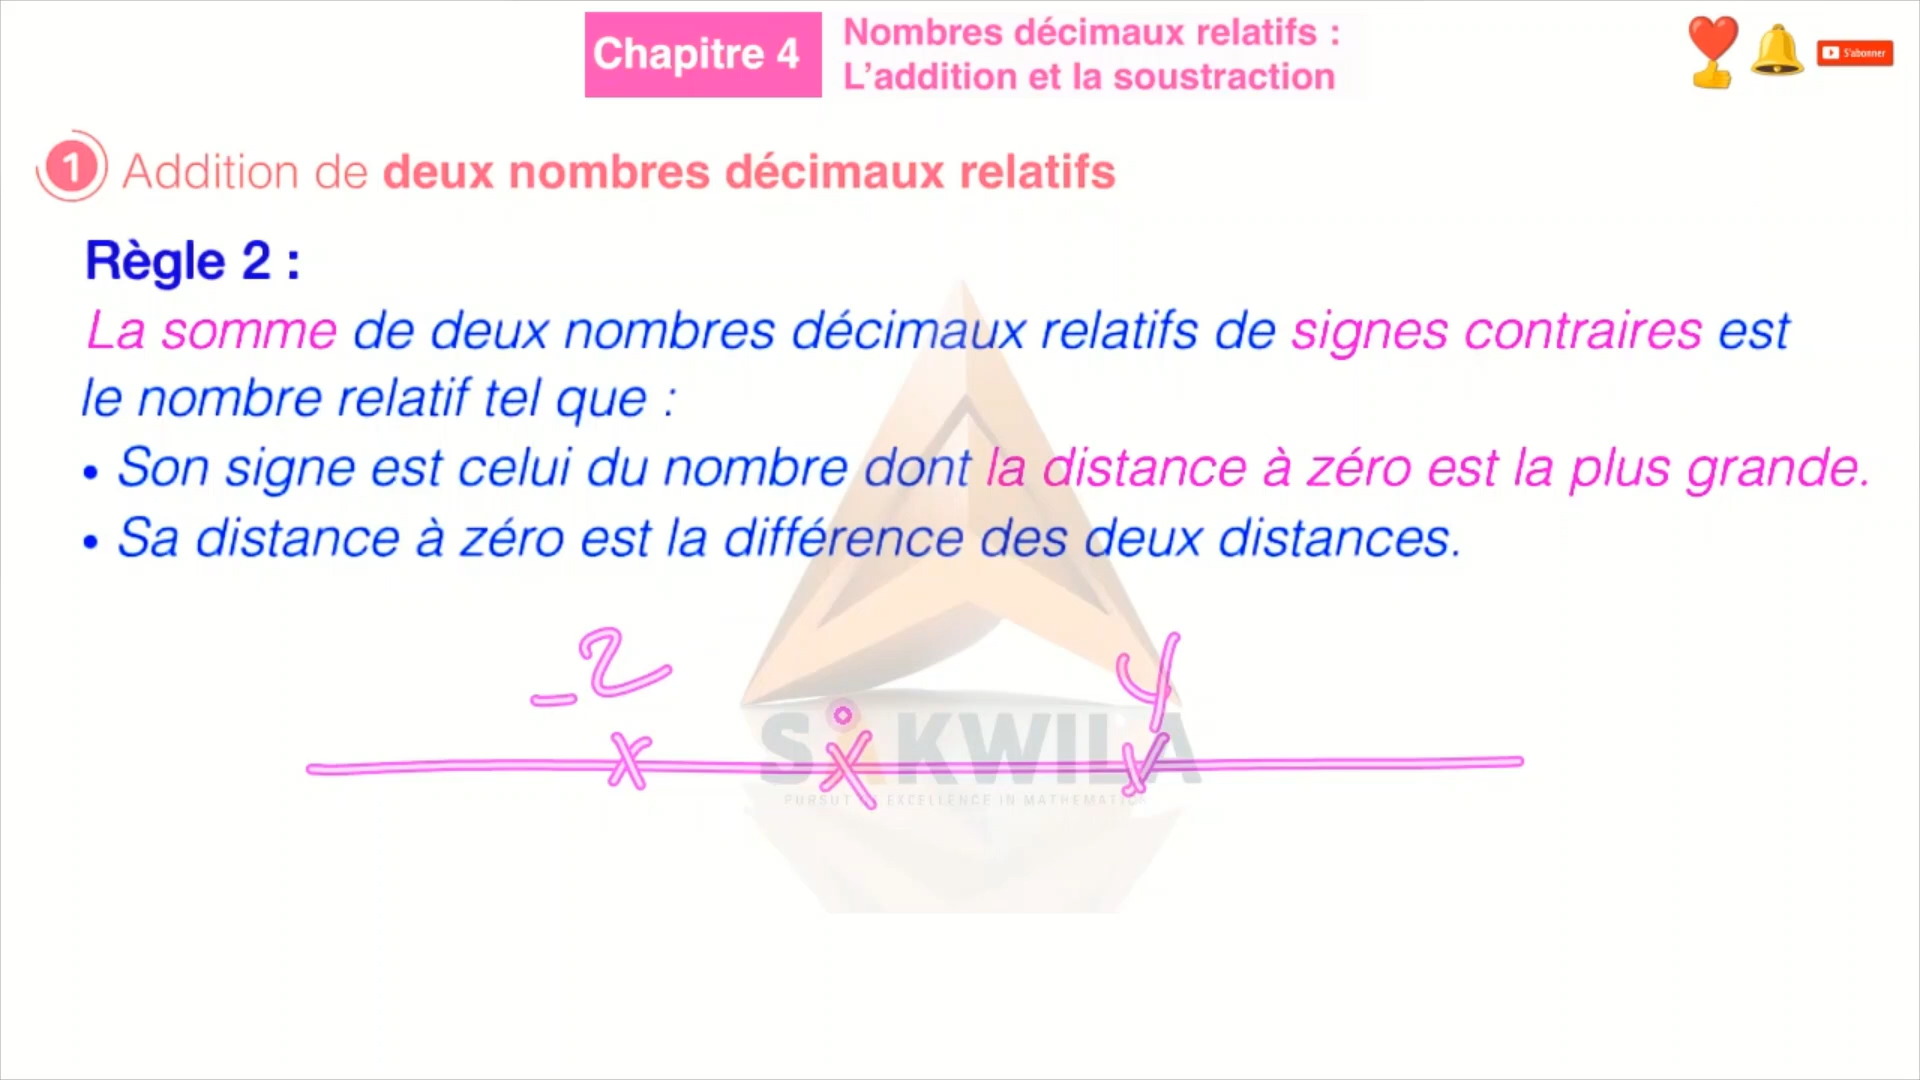 Chapitre 4
Nombres décimaux relatifs :
L’addition et la soustraction
S'abonner
1 Addition de deux nombres décimaux relatifs
Règle 2 :
La somme de deux nombres décimaux relatifs de signes contraires est
le nombre relatif tel que :
• Son signe est celui du nombre dont la distance à zéro est la plus grande.
• Sa distance à zéro est la différence des deux distances.
-2 4
SAKWILA
EXCELLENCE IN